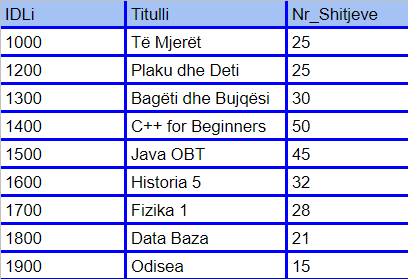 IDLi Titulli Nr_Shitjeve
1000 Të Mjerët 25
1200 Plaku dhe Deti 25
1300 Bagëti dhe Bujqësi 30
1400 C++ for Beginners 50
1500 Java OBT 45
1600 Historia 5 32
1700 Fizika 1 28
1800 Data Baza 21
1900 Odisea 15